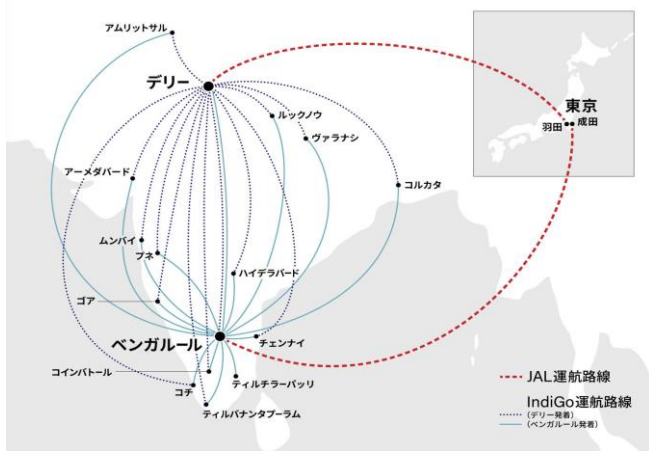 アムリットサル
デリー
ルックノウ
ヴァラナシ
アーメダバード
コルカタ
ムンバイ
プネ
ハイデラバード
ゴア
ベンガルール
チェンナイ
コインバトール
コチ
ティルチラーパッリ
ティルバナンタプーラム
東京
羽田
成田
JAL運航路線
IndiGo運航路線
(デリー発着)
(ベンガルール発着)